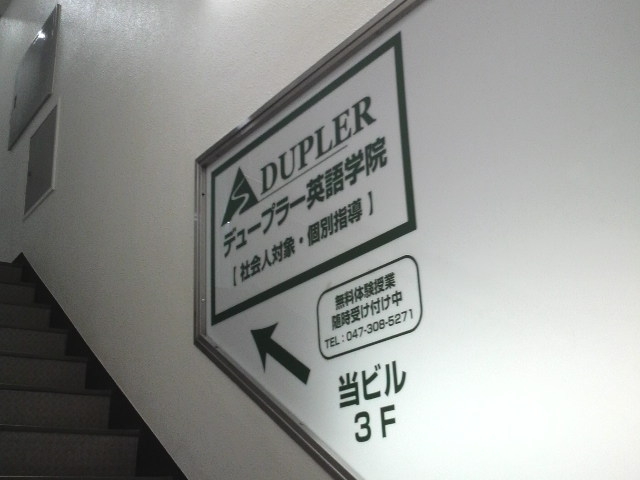 DUPLER
デュープラー英語学院
[ 社会人対象・個別指導 ]
無料体験授業
随時受け付け中
TEL：047-308-5271
当ビル
3F